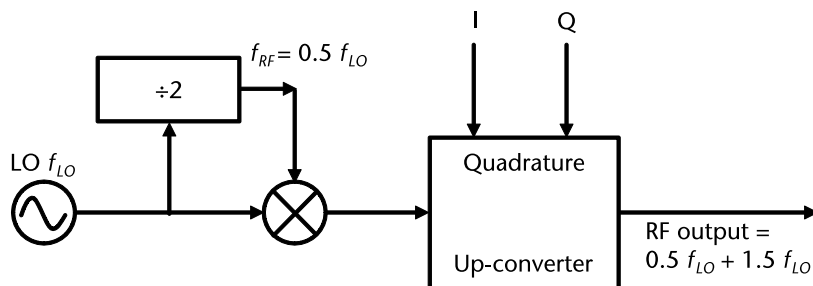 I
Q
f_RF = 0.5 f_LO
÷2
LO f_LO
Quadrature
Up-converter
RF output =
0.5 f_LO + 1.5 f_LO